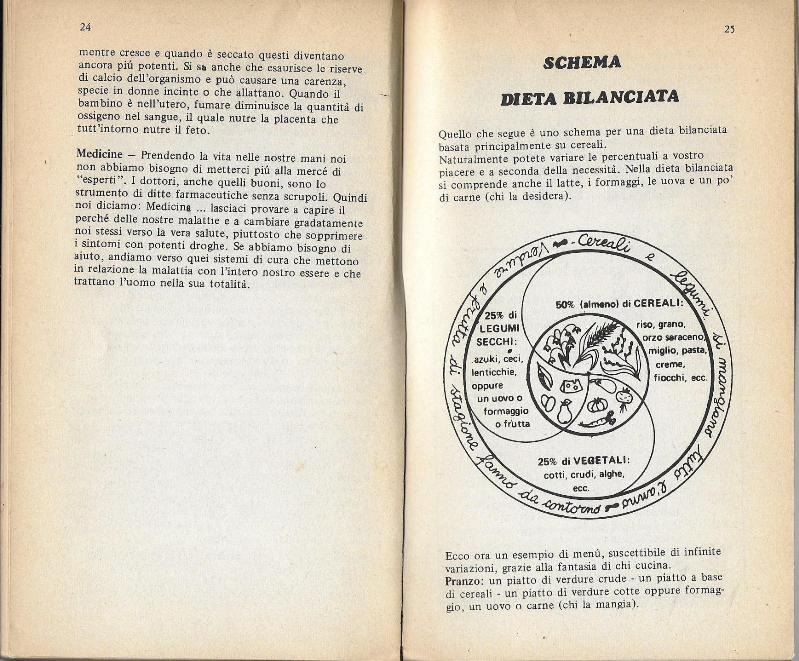 24
mentre cresce e quando è seccato questi diventano
ancora piú potenti. Si sa anche che esaurisce le riserve
di calcio dell'organismo e può causare una carenza,
specie in donne incinte o che allattano. Quando il
bambino è nell'utero, fumare diminuisce la quantità di
ossigeno nel sangue, il quale nutre la placenta che
tutt'intorno nutre il feto.
Medicine — Prendendo la vita nelle nostre mani noi
non abbiamo bisogno di metterci piú alla mercé di
"esperti". I dottori, anche quelli buoni, sono lo
strumento di ditte farmaceutiche senza scrupoli. Quindi
noi diciamo: Medicina ... lasciaci provare a capire il
perché delle nostre malattie e a cambiare gradatamente
noi stessi verso la vera salute, piuttosto che sopprimere
i sintomi con potenti droghe. Se abbiamo bisogno di
aiuto, andiamo verso quei sistemi di cura che mettono
in relazione la malattia con l'intero nostro essere e che
trattano l'uomo nella sua totalità.
25
SCHEMA
DIETA BILANCIATA
Quello che segue è uno schema per una dieta bilanciata
basata principalmente su cereali.
Naturalmente potete variare le percentuali a vostro
piacere e a seconda della necessità. Nella dieta bilanciata
si comprende anche il latte, i formaggi, le uova e un po'
di carne (chi la desidera).
Cereali e legumi si mangiano tutto l'anno
Verdure e frutta di stagione fanno da contorno
50% (almeno) di CEREALI:
riso, grano,
orzo saraceno,
miglio, pasta,
creme,
fiocchi, ecc.
25% di
LEGUMI
SECCHI:
azuki, ceci,
lenticchie,
oppure
un uovo o
formaggio
o frutta
25% di VEGETALI:
cotti, crudi, alghe,
ecc.
Ecco ora un esempio di menú, suscettibile di infinite
variazioni, grazie alla fantasia di chi cucina.
Pranzo: un piatto di verdure crude - un piatto a base
di cereali - un piatto di verdure cotte oppure formag-
gio, un uovo o carne (chi la mangia).